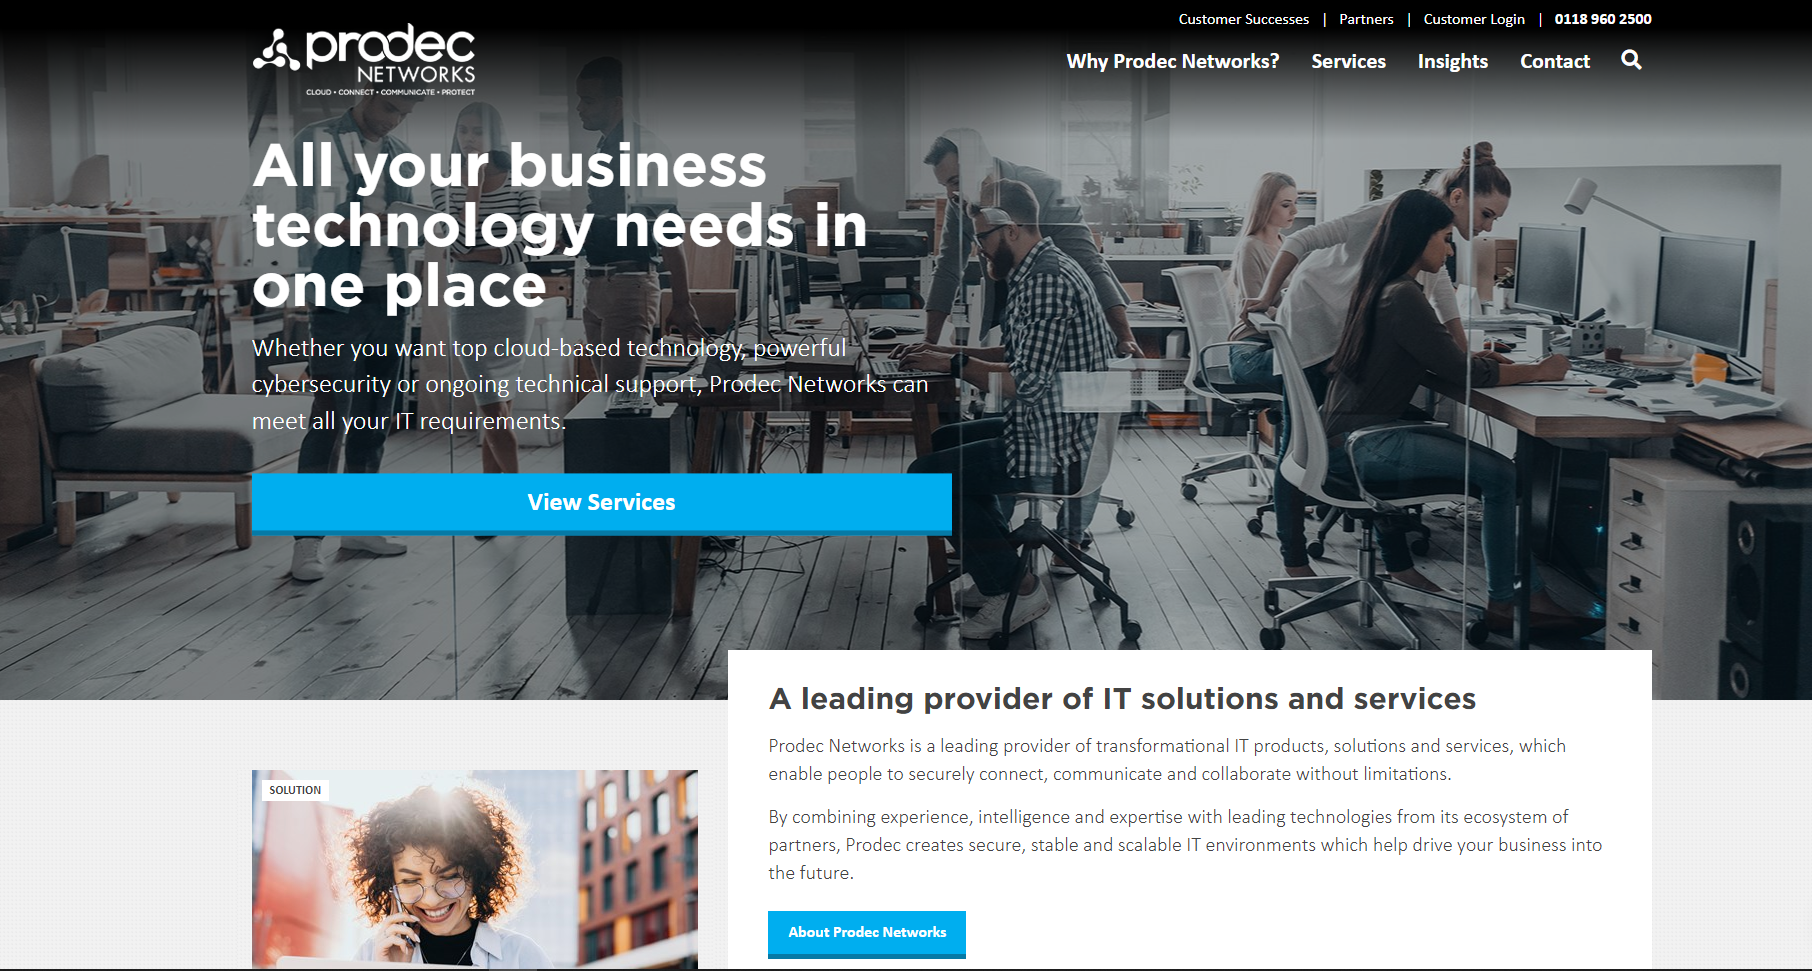 Customer Successes | Partners | Customer Login | 0118 960 2500
prodec
NETWORKS
CLOUD • CONNECT • COMMUNICATE • PROTECT
Why Prodec Networks? Services Insights Contact
All your business
technology needs in
one place
Whether you want top cloud-based technology, powerful
cybersecurity or ongoing technical support, Prodec Networks can
meet all your IT requirements.
View Services
A leading provider of IT solutions and services
Prodec Networks is a leading provider of transformational IT products, solutions and services, which
enable people to securely connect, communicate and collaborate without limitations.
By combining experience, intelligence and expertise with leading technologies from its ecosystem of
partners, Prodec creates secure, stable and scalable IT environments which help drive your business into
the future.
About Prodec Networks
SOLUTION